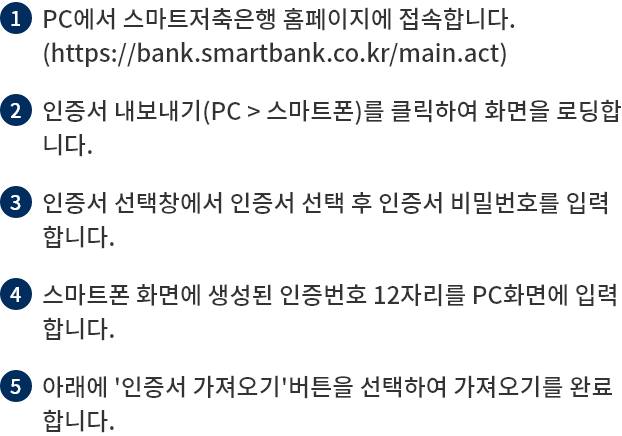 1 PC에서 스마트저축은행 홈페이지에 접속합니다.
(https://bank.smartbank.co.kr/main.act)
2 인증서 내보내기(PC > 스마트폰)를 클릭하여 화면을 로딩합
니다.
3 인증서 선택창에서 인증서 선택 후 인증서 비밀번호를 입력
합니다.
4 스마트폰 화면에 생성된 인증번호 12자리를 PC화면에 입력
합니다.
5 아래에 '인증서 가져오기'버튼을 선택하여 가져오기를 완료
합니다.